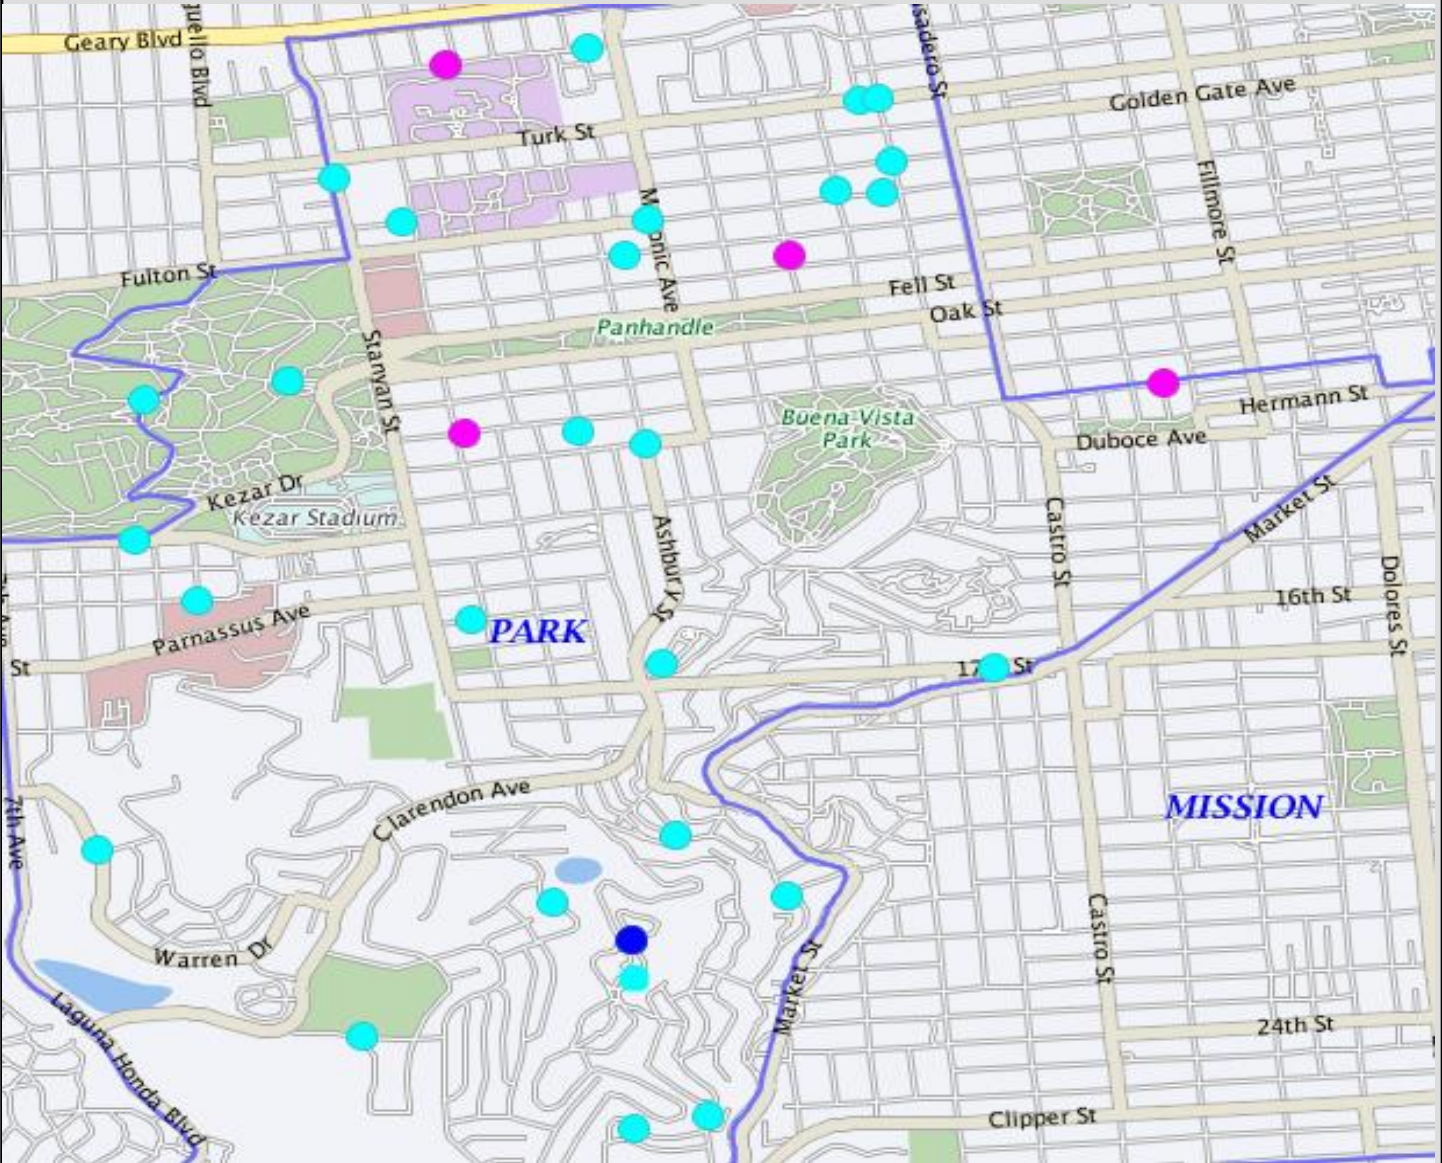 Geary Blvd
Turk St
Golden Gate Ave
Fillmore St
Fulton St
Fell St
Oak St
Panhandle
Stanyan St
Hermann St
Buena Vista
Park
Duboce Ave
Kezar Dr
Kezar Stadium
Market St
Castro St
Ashbury St
Dolores St
16th St
Parnassus Ave
PARK
St
St
MISSION
Clarendon Ave
7th Ave
Castro St
Warren Dr
Market St
Laguna Honda Blvd
24th St
Clipper St